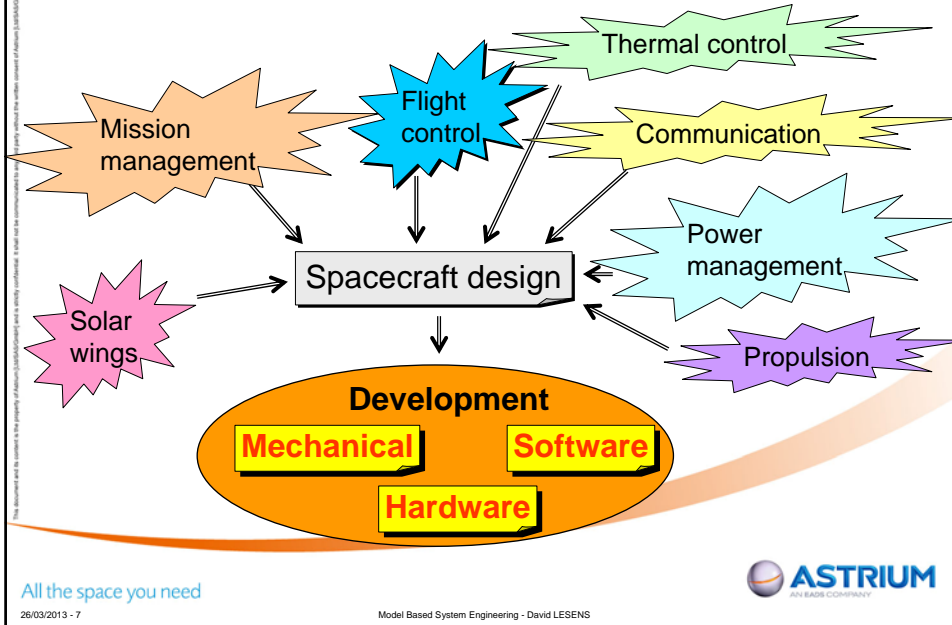 Thermal control
Flight
control
Mission
management
Communication
Power
management
Spacecraft design
Solar
wings
Propulsion
Development
Mechanical
Software
Hardware
All the space you need
ASTRIUM
AN EADS COMPANY
26/03/2013 - 7
Model Based System Engineering - David LESENS